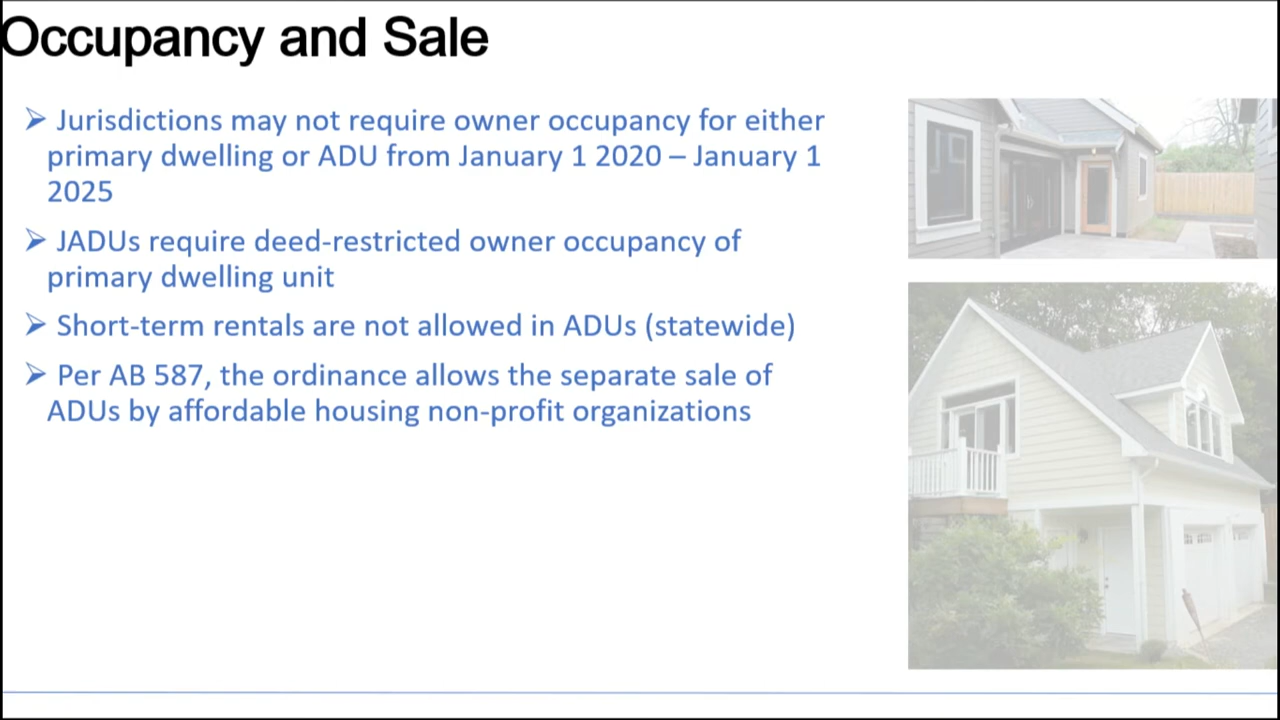 Occupancy and Sale
➢ Jurisdictions may not require owner occupancy for either
primary dwelling or ADU from January 1 2020 – January 1
2025
➢ JADUs require deed-restricted owner occupancy of
primary dwelling unit
➢ Short-term rentals are not allowed in ADUs (statewide)
➢ Per AB 587, the ordinance allows the separate sale of
ADUs by affordable housing non-profit organizations